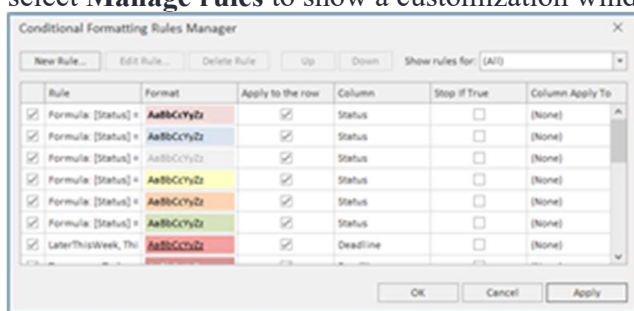 select Manage rules to show a customization wind
Conditional Formatting Rules Manager
New Rule... Edit Rule... Delete Rule Up Down Show rules for: (All)
Rule Format Apply to the row Column Stop If True Column Apply To
Formula: [Status] = AaBbCcYyZz Status (None)
Formula: [Status] = AaBbCcYyZz Status (None)
Formula: [Status] = AaBbCcYyZz Status (None)
Formula: [Status] = AaBbCcYyZz Status (None)
Formula: [Status] = AaBbCcYyZz Status (None)
Formula: [Status] = AaBbCcYyZz Status (None)
LaterThisWeek, Thi AaBbCcYyZz Deadline (None)
OK Cancel Apply